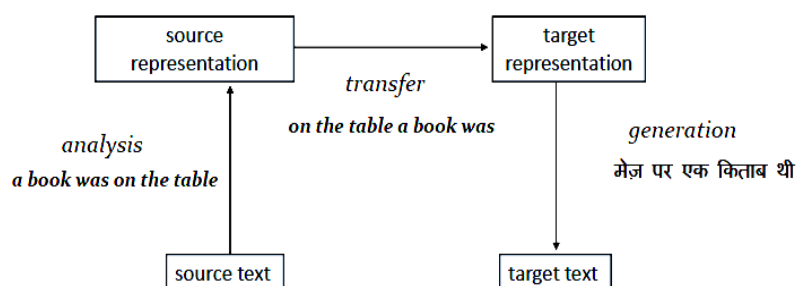 source
representation
target
representation
transfer
on the table a book was
analysis
a book was on the table
generation
मेज़ पर एक किताब थी
source text
target text